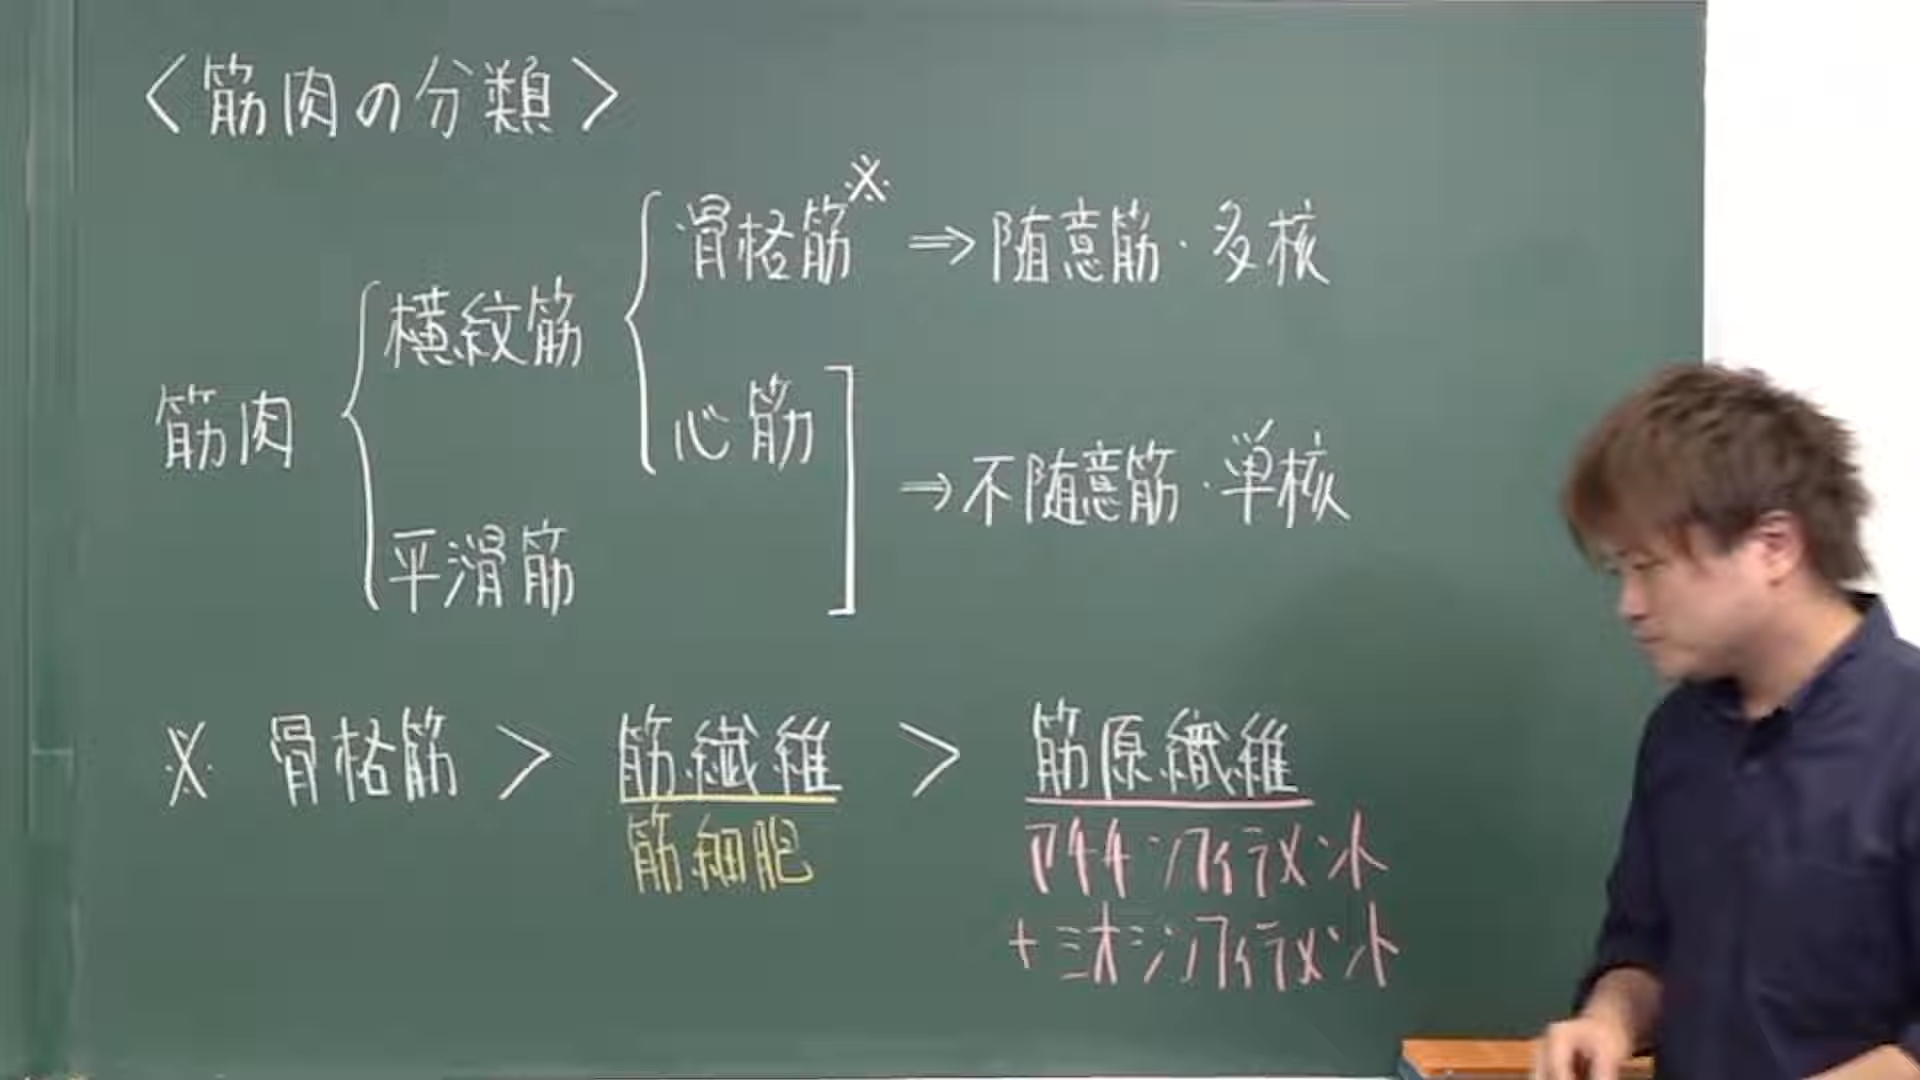 〈筋肉の分類〉
骨格筋※ ⇒ 随意筋・多核
横紋筋
心筋
筋肉
⇒ 不随意筋・単核
平滑筋
※ 骨格筋 > 筋繊維 > 筋原繊維
筋細胞
アクチンフィラメント
+ミオシンフィラメント